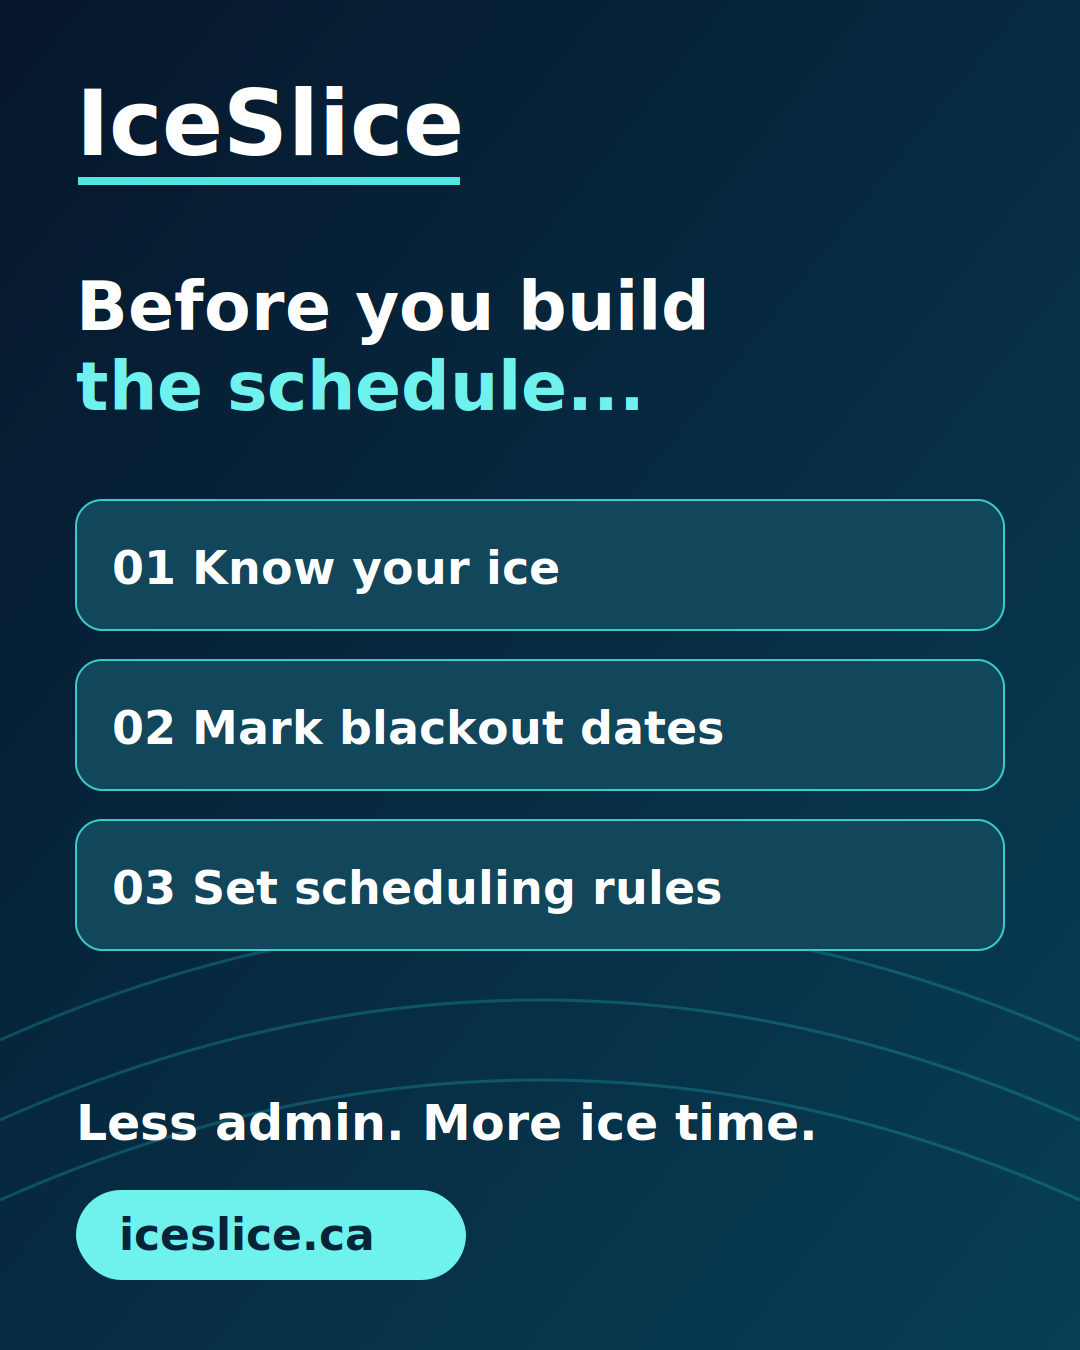 IceSlice
Before you build
the schedule...
01 Know your ice
02 Mark blackout dates
03 Set scheduling rules
Less admin. More ice time.
iceslice.ca